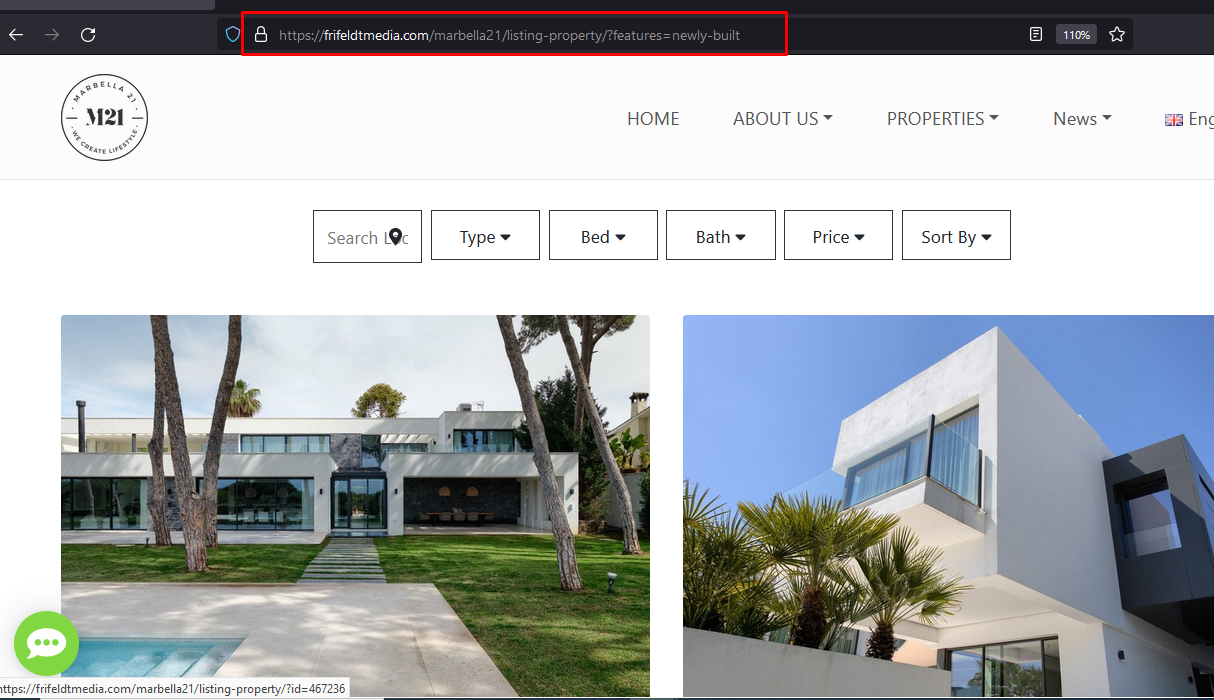 https://frifeldtmedia.com/marbella21/listing-property/?features=newly-built
110%
MARBELLA 21
M21
WE CREATE LIFESTYLE
HOME
ABOUT US
PROPERTIES
News
Eng
Search Loc
Type
Bed
Bath
Price
Sort By
https://frifeldtmedia.com/marbella21/listing-property/?id=467236